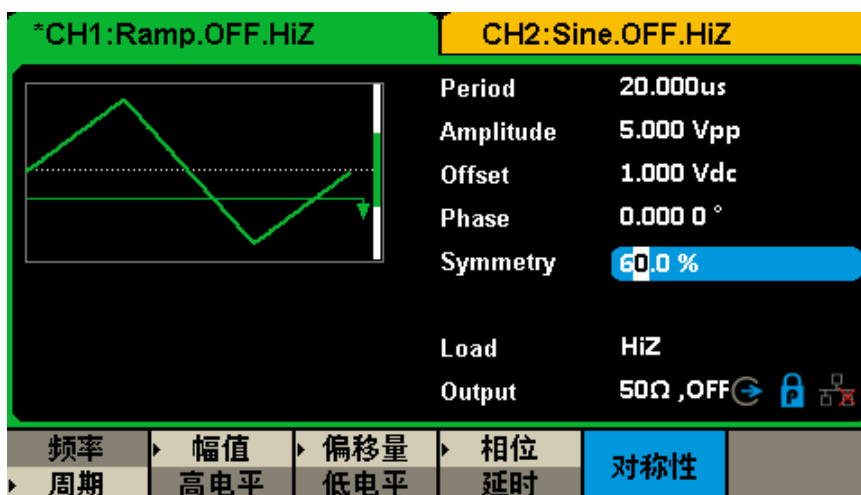 *CH1:Ramp.OFF.HiZ CH2:Sine.OFF.HiZ
Period 20.000us
Amplitude 5.000 Vpp
Offset 1.000 Vdc
Phase 0.000 0 °
Symmetry 60.0 %
Load HiZ
Output 50Ω ,OFF P
频率 幅值 偏移量 相位 对称性
周期 高电平 低电平 延时